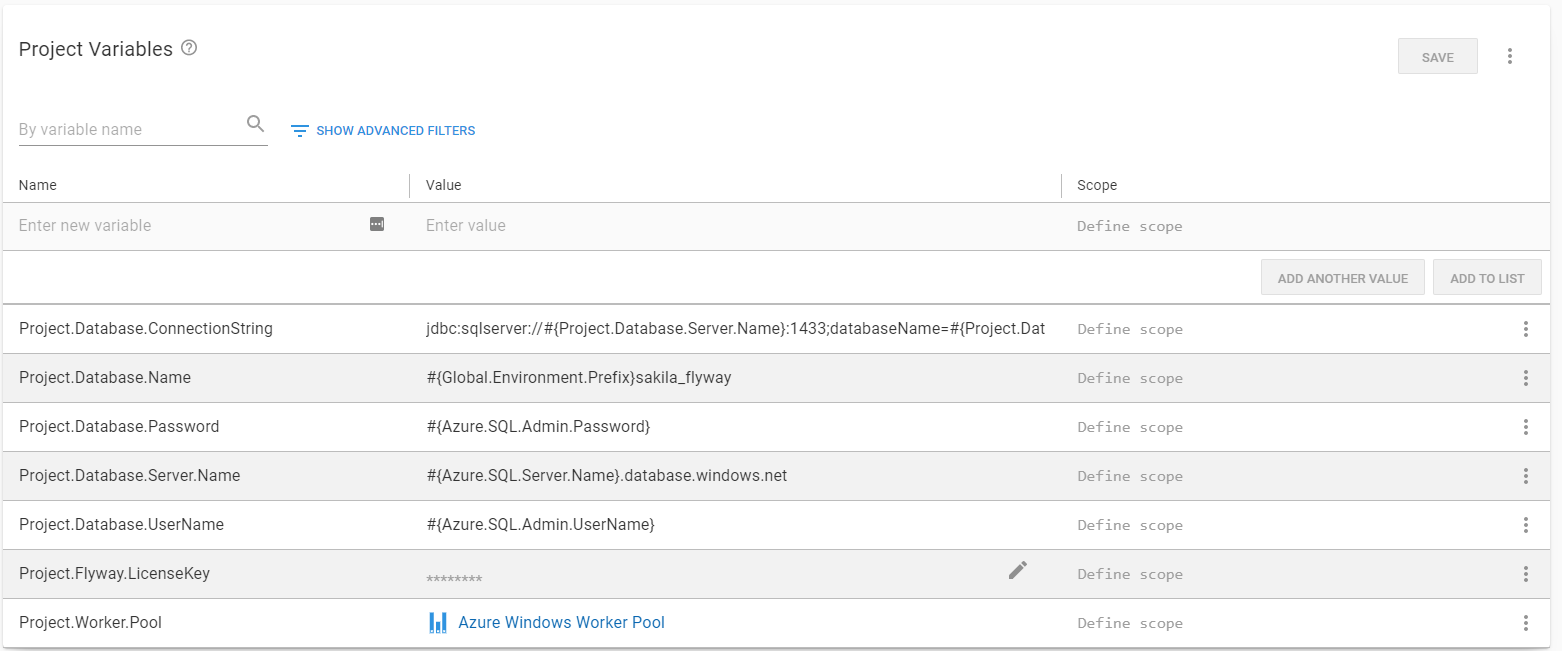 Project Variables ?
SAVE
By variable name
SHOW ADVANCED FILTERS
Name Value Scope
Enter new variable Enter value Define scope
ADD ANOTHER VALUE ADD TO LIST
Project.Database.ConnectionString jdbc:sqlserver://#{Project.Database.Server.Name}:1433;databaseName=#{Project.Dat Define scope
Project.Database.Name #{Global.Environment.Prefix}sakila_flyway Define scope
Project.Database.Password #{Azure.SQL.Admin.Password} Define scope
Project.Database.Server.Name #{Azure.SQL.Server.Name}.database.windows.net Define scope
Project.Database.UserName #{Azure.SQL.Admin.UserName} Define scope
Project.Flyway.LicenseKey ******** Define scope
Project.Worker.Pool Azure Windows Worker Pool Define scope